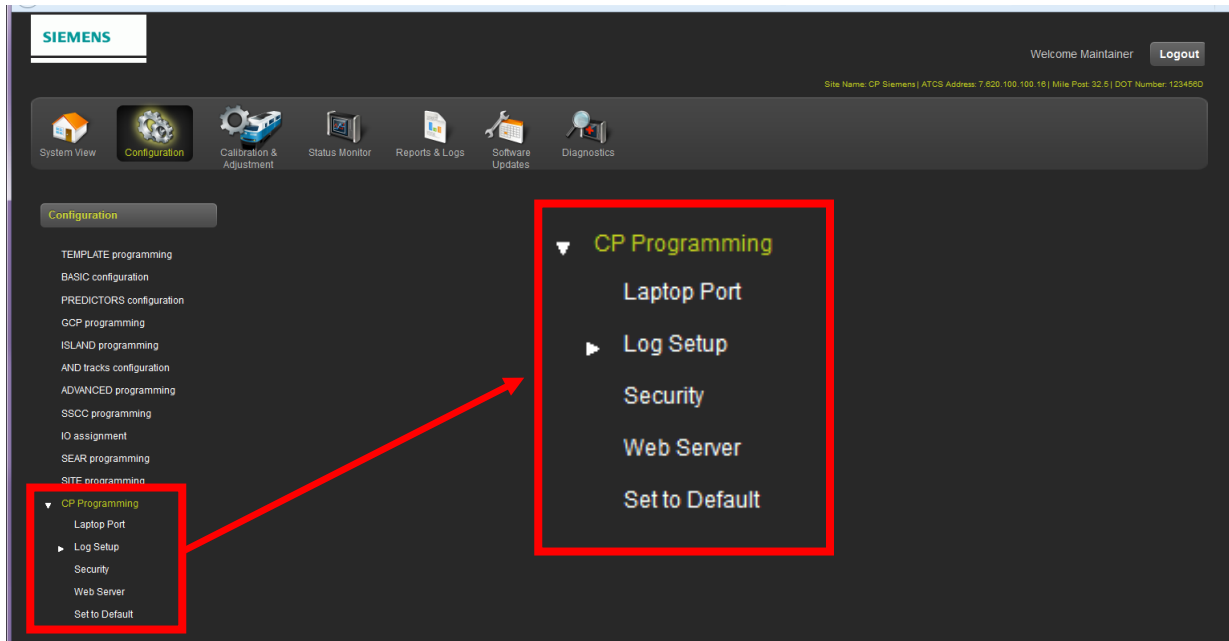 SIEMENS
Welcome Maintainer
Logout
Site Name: CP Siemens | ATCS Address: 7.620.100.100.16 | Mile Post: 32.5 | DOT Number: 123456D
System View
Configuration
Calibration &
Adjustment
Status Monitor
Reports & Logs
Software
Updates
Diagnostics
Configuration
TEMPLATE programming
BASIC configuration
PREDICTORS configuration
GCP programming
ISLAND programming
AND tracks configuration
ADVANCED programming
SSCC programming
IO assignment
SEAR programming
SITE programming
CP Programming
Laptop Port
Log Setup
Security
Web Server
Set to Default
CP Programming
Laptop Port
Log Setup
Security
Web Server
Set to Default